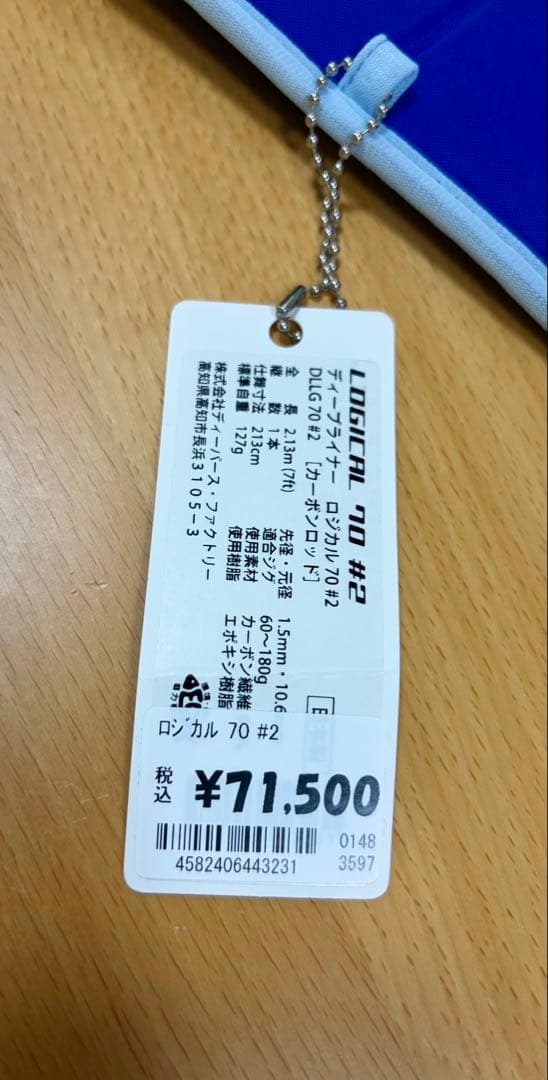 LOGICAL 70 #2
ディープライナー ロジカル 70 #2
DLLG 70 #2 [カーボンロッド]
全長 2.13m (7ft)
継数 1本
仕舞寸法 213cm
標準自重 127g
先径・元径 1.5mm・10.6
適合ジグ 60〜180g
使用素材 カーボン繊維
使用樹脂 エポキシ樹脂
株式会社ディーパース・ファクトリー
高知県高知市長浜3105-3
ロジカル 70 #2
税込 ¥71,500
0148
4582406443231 3597